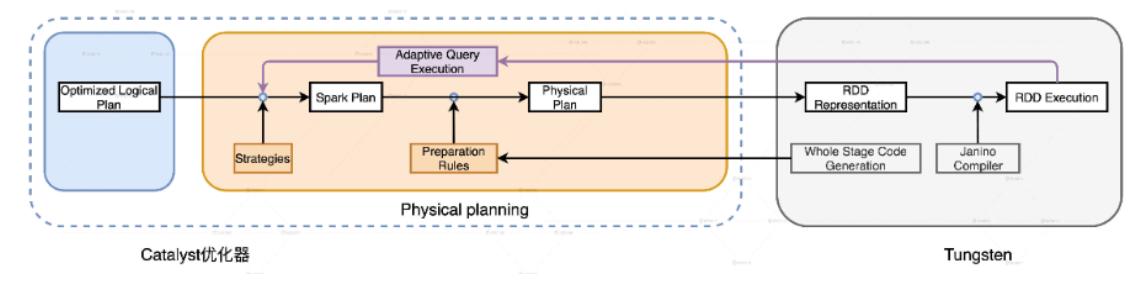 Adaptive Query
Execution
Optimized Logical
Plan
Spark Plan
Physical
Plan
RDD
Representation
RDD Execution
Strategies
Preparation
Rules
Whole Stage Code
Generation
Janino
Compiler
Physical planning
Catalyst优化器
Tungsten